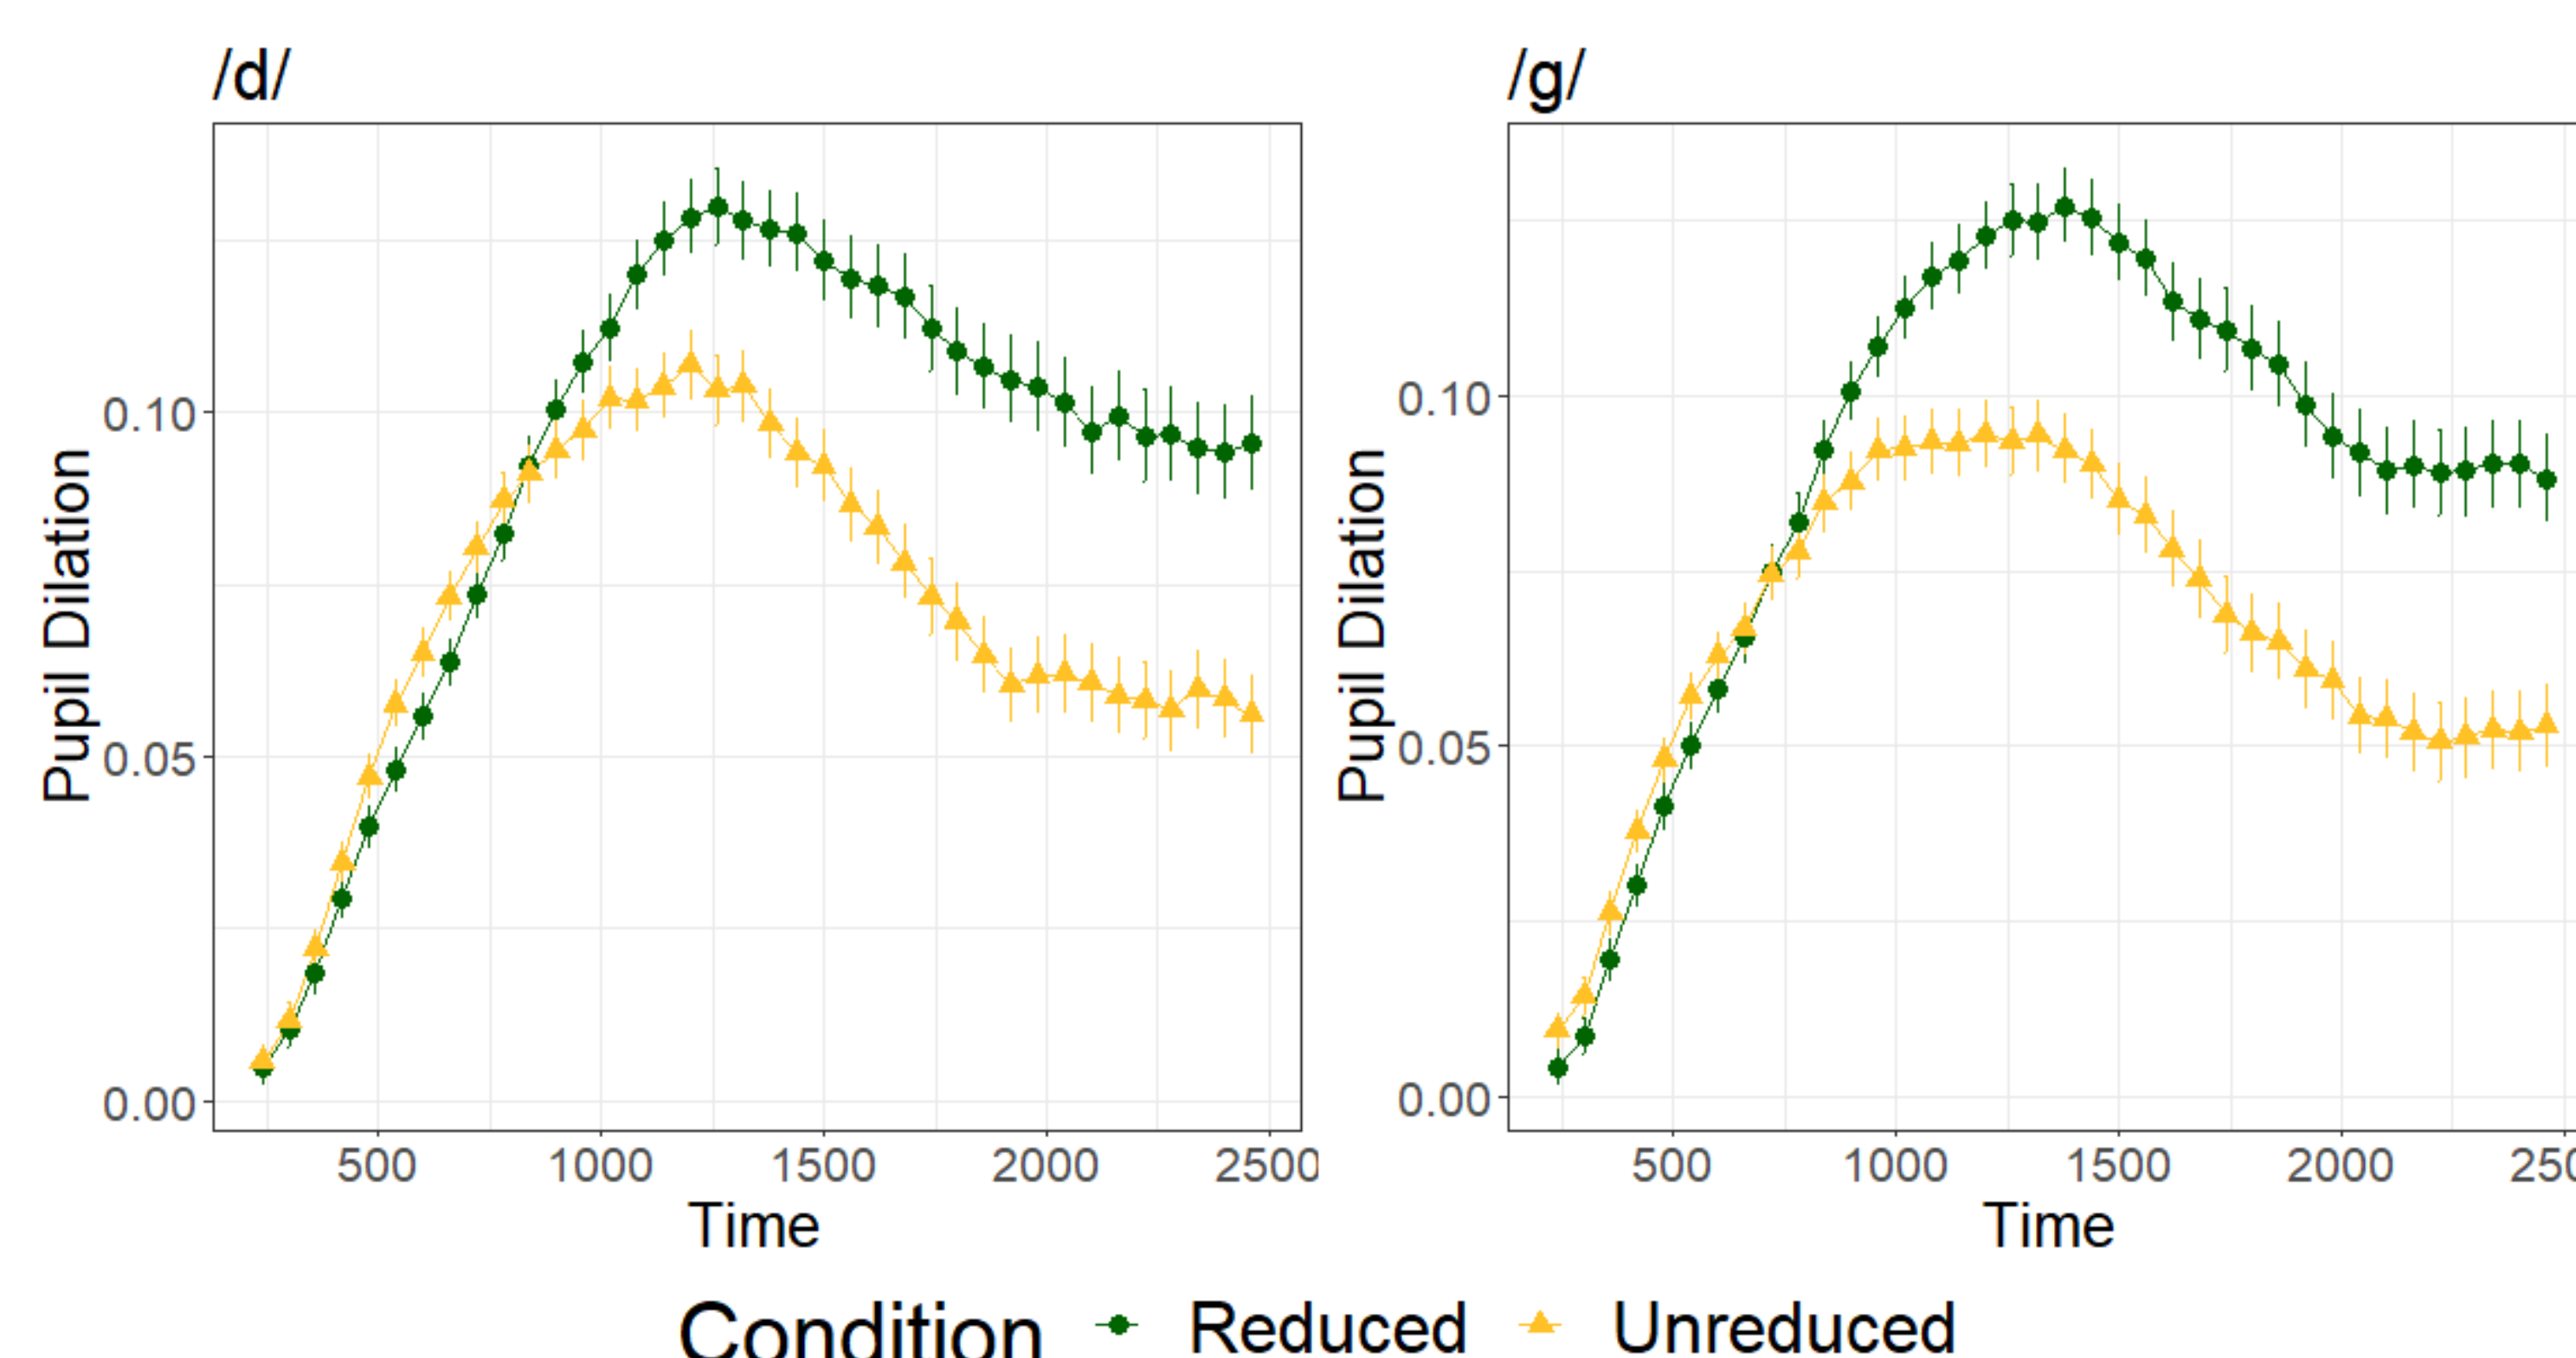 /d/
/g/
Pupil Dilation
0.10
0.05
0.00
500 1000 1500 2000 2500
Time
Pupil Dilation
0.10
0.05
0.00
500 1000 1500 2000
Time
Condition Reduced Unreduced